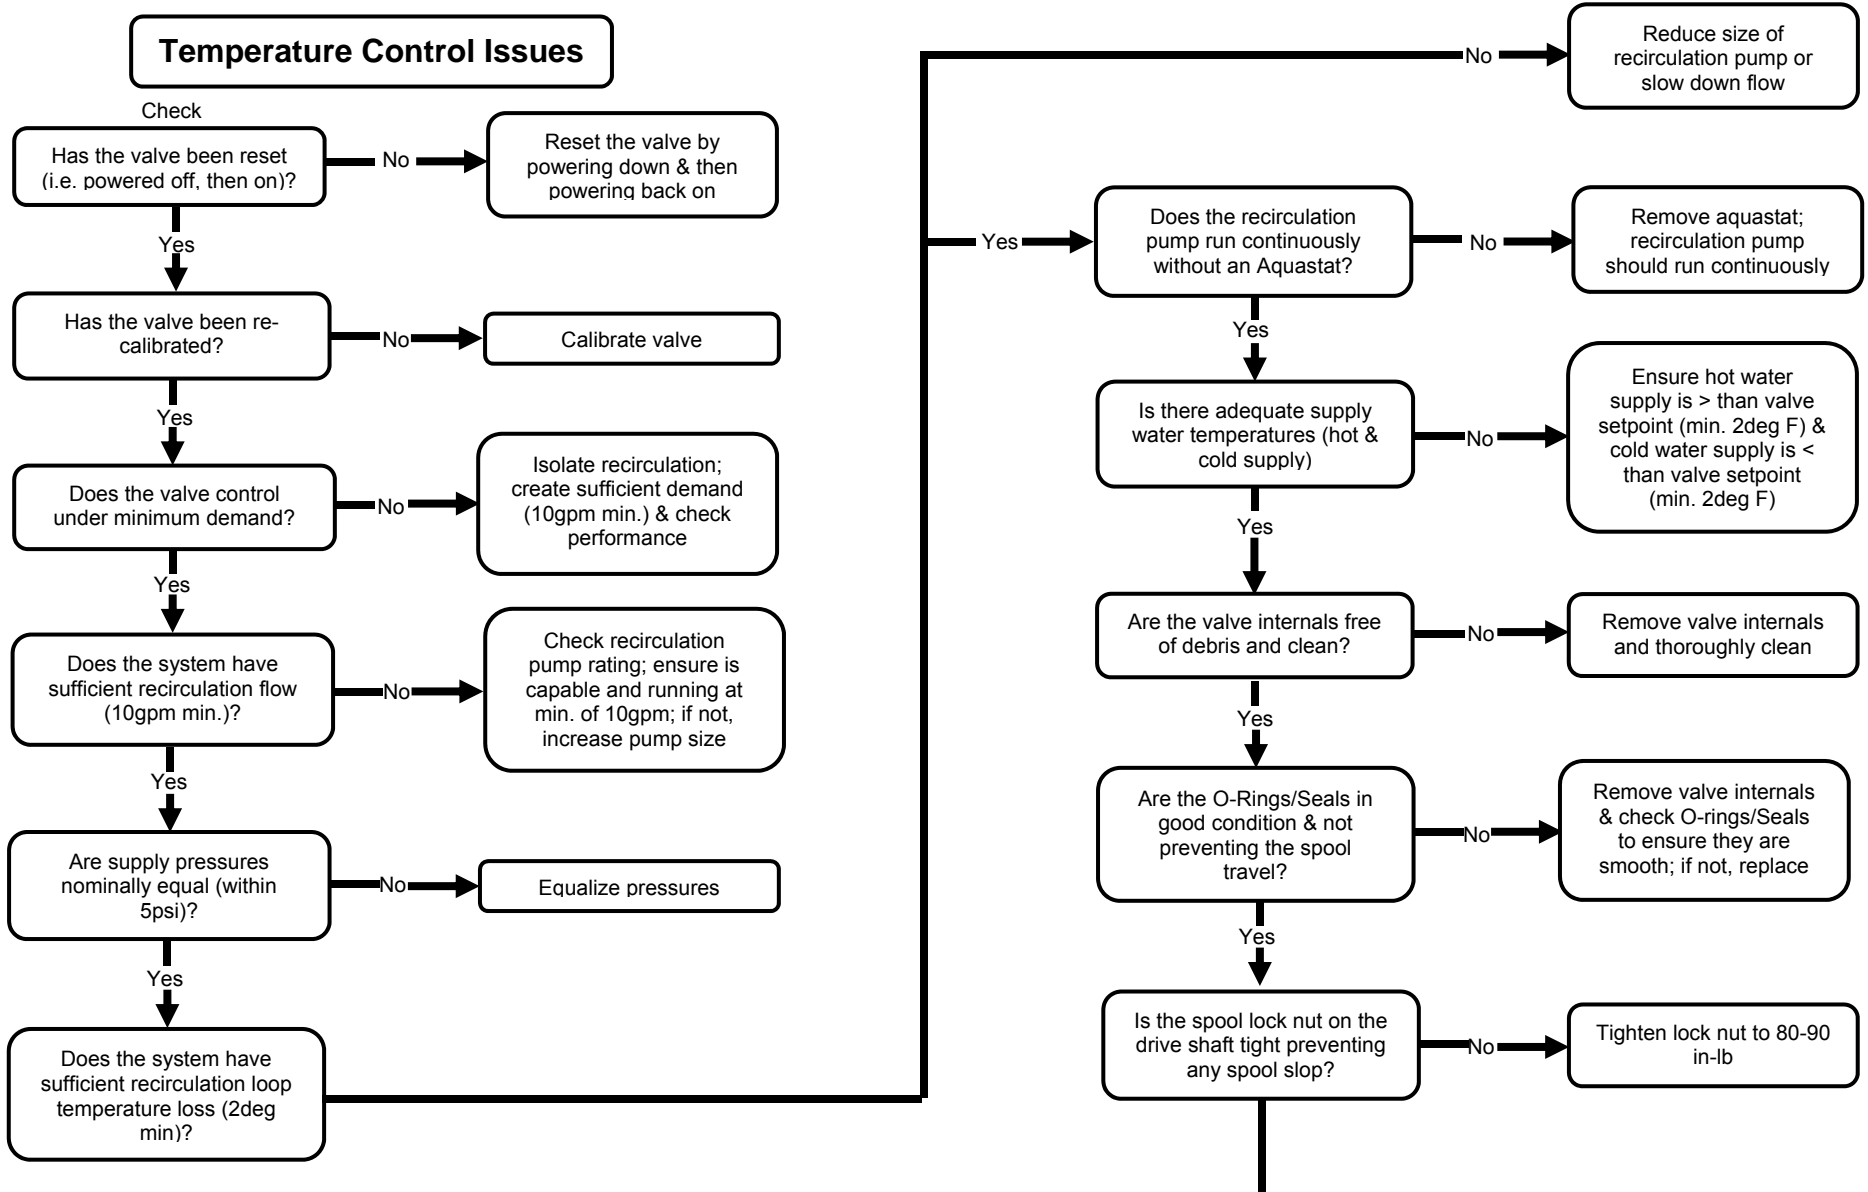 Temperature Control Issues
Check
Has the valve been reset
(i.e. powered off, then on)?
No
Reset the valve by
powering down & then
powering back on
Yes
Has the valve been re-
calibrated?
No
Calibrate valve
Yes
Does the valve control
under minimum demand?
No
Isolate recirculation;
create sufficient demand
(10gpm min.) & check
performance
Yes
Does the system have
sufficient recirculation flow
(10gpm min.)?
No
Check recirculation
pump rating; ensure is
capable and running at
min. of 10gpm; if not,
increase pump size
Yes
Are supply pressures
nominally equal (within
5psi)?
No
Equalize pressures
Yes
Does the system have
sufficient recirculation loop
temperature loss (2deg
min)?
No
Reduce size of
recirculation pump or
slow down flow
Yes
Does the recirculation
pump run continuously
without an Aquastat?
No
Remove aquastat;
recirculation pump
should run continuously
Yes
Is there adequate supply
water temperatures (hot &
cold supply)
No
Ensure hot water
supply is > than valve
setpoint (min. 2deg F) &
cold water supply is <
than valve setpoint
(min. 2deg F)
Yes
Are the valve internals free
of debris and clean?
No
Remove valve internals
and thoroughly clean
Yes
Are the O-Rings/Seals in
good condition & not
preventing the spool
travel?
No
Remove valve internals
& check O-rings/Seals
to ensure they are
smooth; if not, replace
Yes
Is the spool lock nut on the
drive shaft tight preventing
any spool slop?
No
Tighten lock nut to 80-90
in-lb